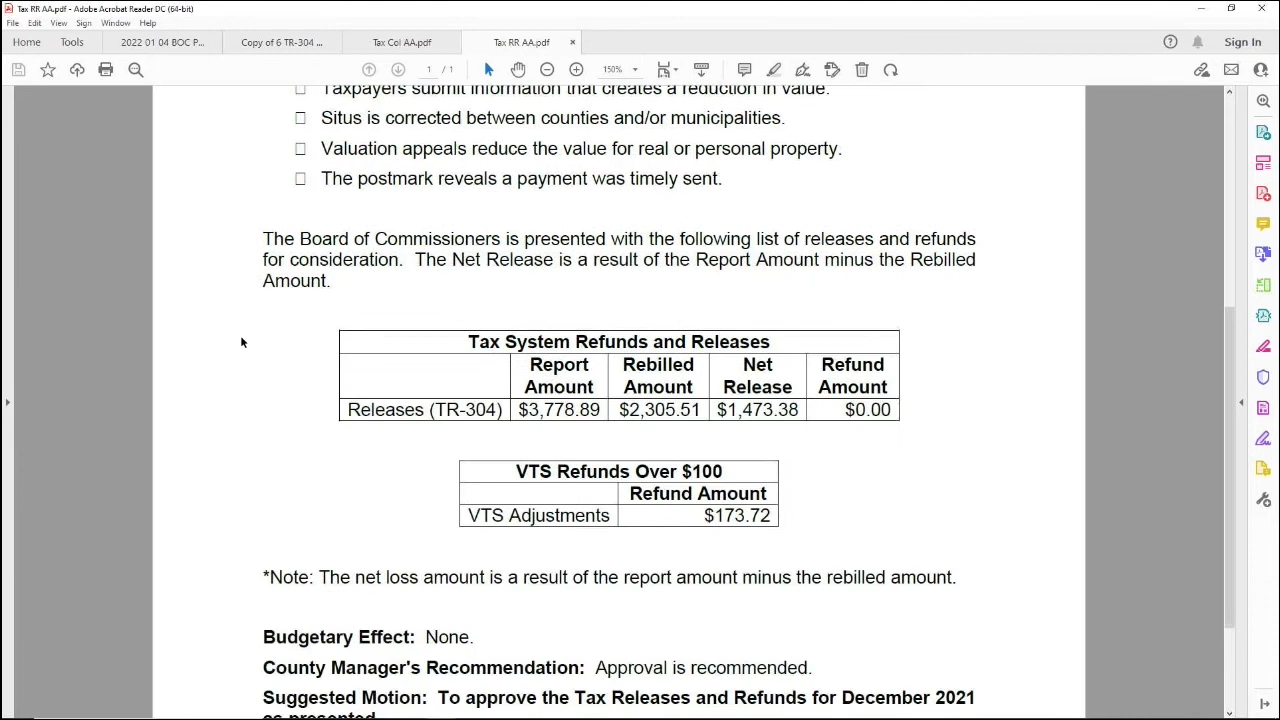 Tax RR AA.pdf - Adobe Acrobat Reader DC (64-bit)
File Edit View Sign Window Help
Home Tools 2022 01 04 BOC P... Copy of 6 TR-304 ... Tax Col AA.pdf Tax RR AA.pdf × Sign In
1 / 1 150%
Taxpayers submit information that creates a reduction in value.
Situs is corrected between counties and/or municipalities.
Valuation appeals reduce the value for real or personal property.
The postmark reveals a payment was timely sent.
The Board of Commissioners is presented with the following list of releases and refunds
for consideration. The Net Release is a result of the Report Amount minus the Rebilled
Amount.
Tax System Refunds and Releases
Report Rebilled Net Refund
Amount Amount Release Amount
Releases (TR-304) $3,778.89 $2,305.51 $1,473.38 $0.00
VTS Refunds Over $100
Refund Amount
VTS Adjustments $173.72
*Note: The net loss amount is a result of the report amount minus the rebilled amount.
Budgetary Effect: None.
County Manager's Recommendation: Approval is recommended.
Suggested Motion: To approve the Tax Releases and Refunds for December 2021
as presented